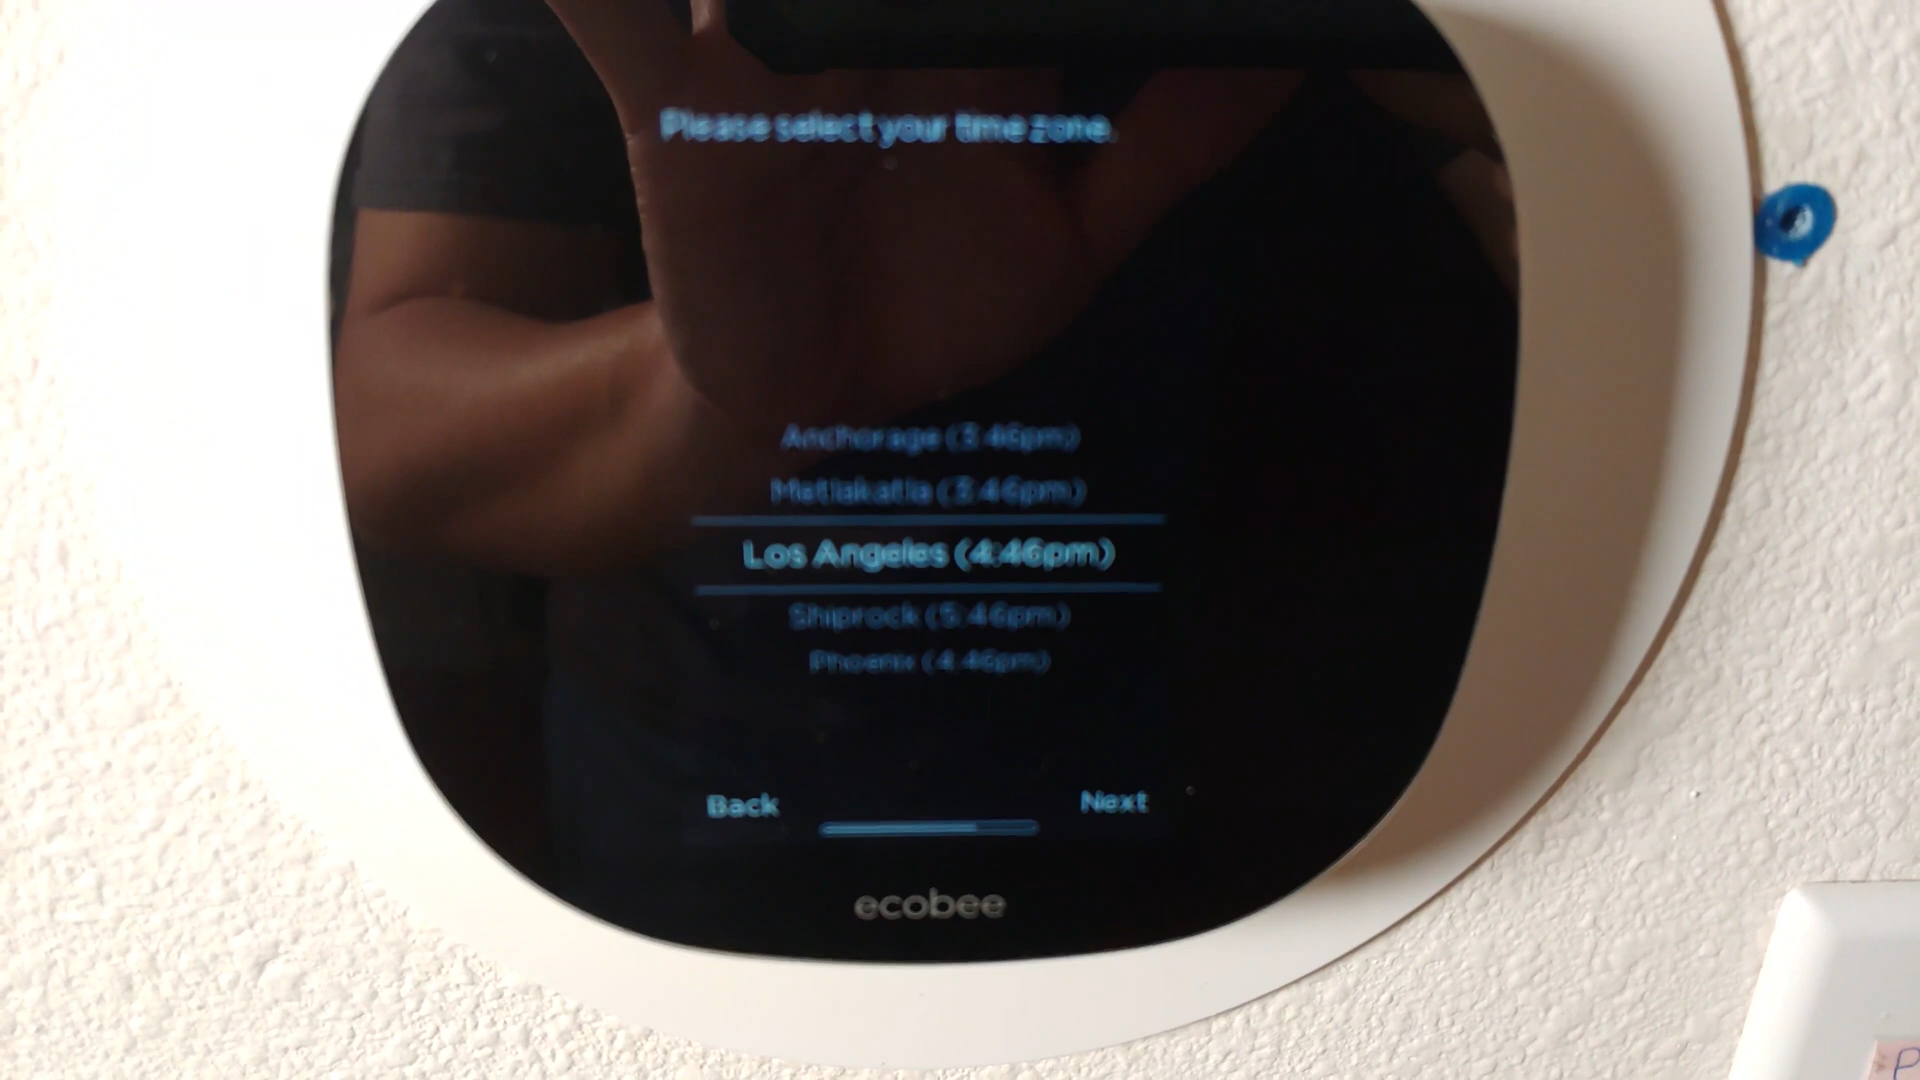 Please select your time zone.
Anchorage (3:46pm)
Metlakatla (3:46pm)
Los Angeles (4:46pm)
Shiprock (5:46pm)
Phoenix (4:46pm)
Back
Next
ecobee
P